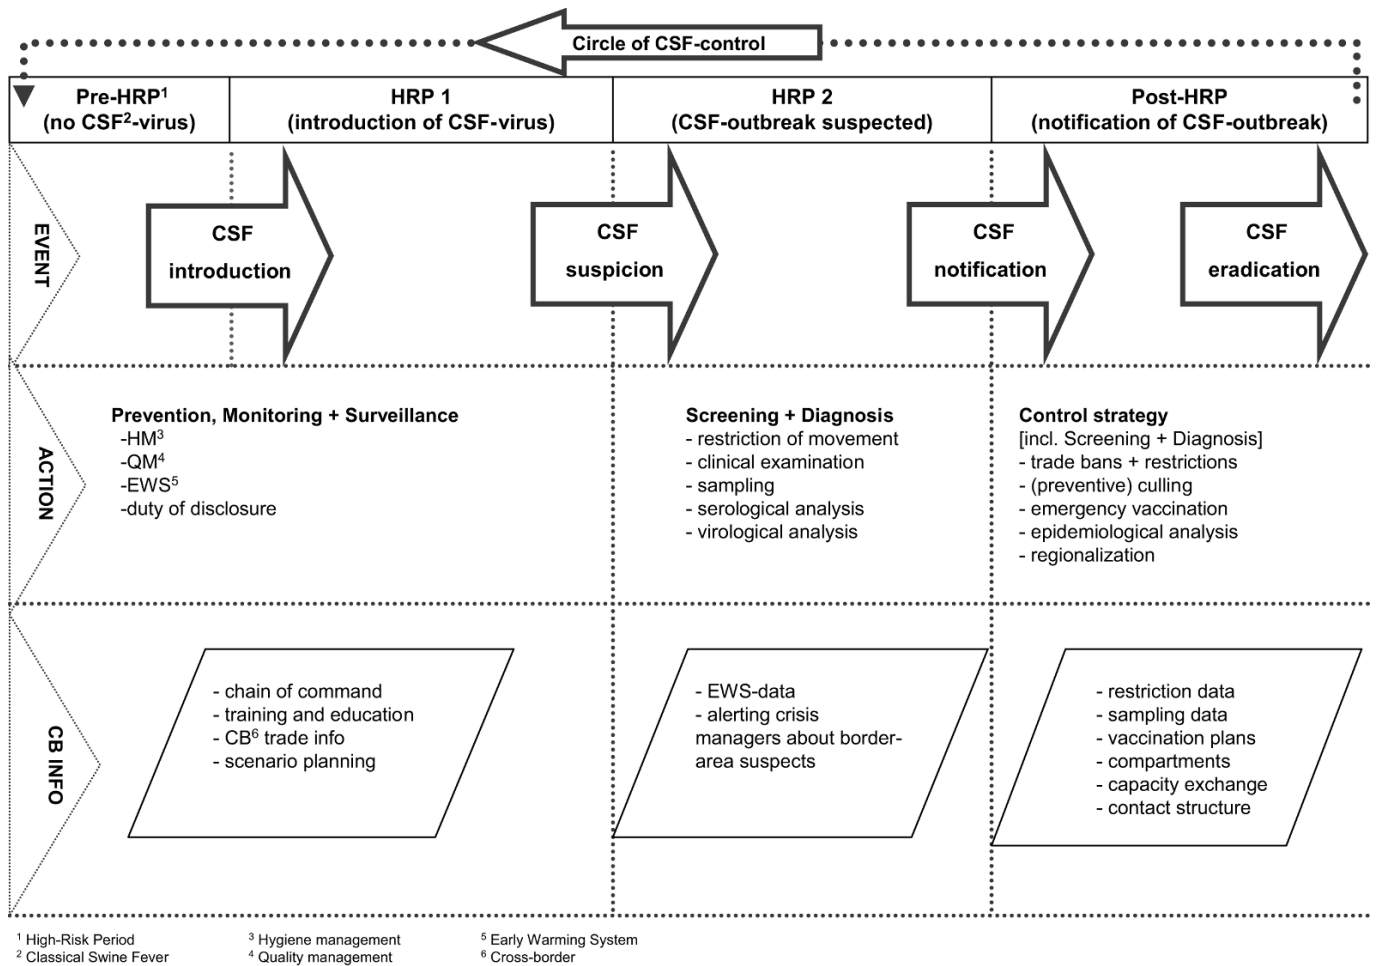 Circle of CSF-control
Pre-HRP¹
(no CSF²-virus)
HRP 1
(introduction of CSF-virus)
HRP 2
(CSF-outbreak suspected)
Post-HRP
(notification of CSF-outbreak)
EVENT
CSF
introduction
CSF
suspicion
CSF
notification
CSF
eradication
ACTION
Prevention, Monitoring + Surveillance
-HM³
-QM⁴
-EWS⁵
-duty of disclosure
Screening + Diagnosis
- restriction of movement
- clinical examination
- sampling
- serological analysis
- virological analysis
Control strategy
[incl. Screening + Diagnosis]
- trade bans + restrictions
- (preventive) culling
- emergency vaccination
- epidemiological analysis
- regionalization
CB INFO
- chain of command
- training and education
- CB⁶ trade info
- scenario planning
- EWS-data
- alerting crisis
managers about border-
area suspects
- restriction data
- sampling data
- vaccination plans
- compartments
- capacity exchange
- contact structure
¹ High-Risk Period
² Classical Swine Fever
³ Hygiene management
⁴ Quality management
⁵ Early Warming System
⁶ Cross-border